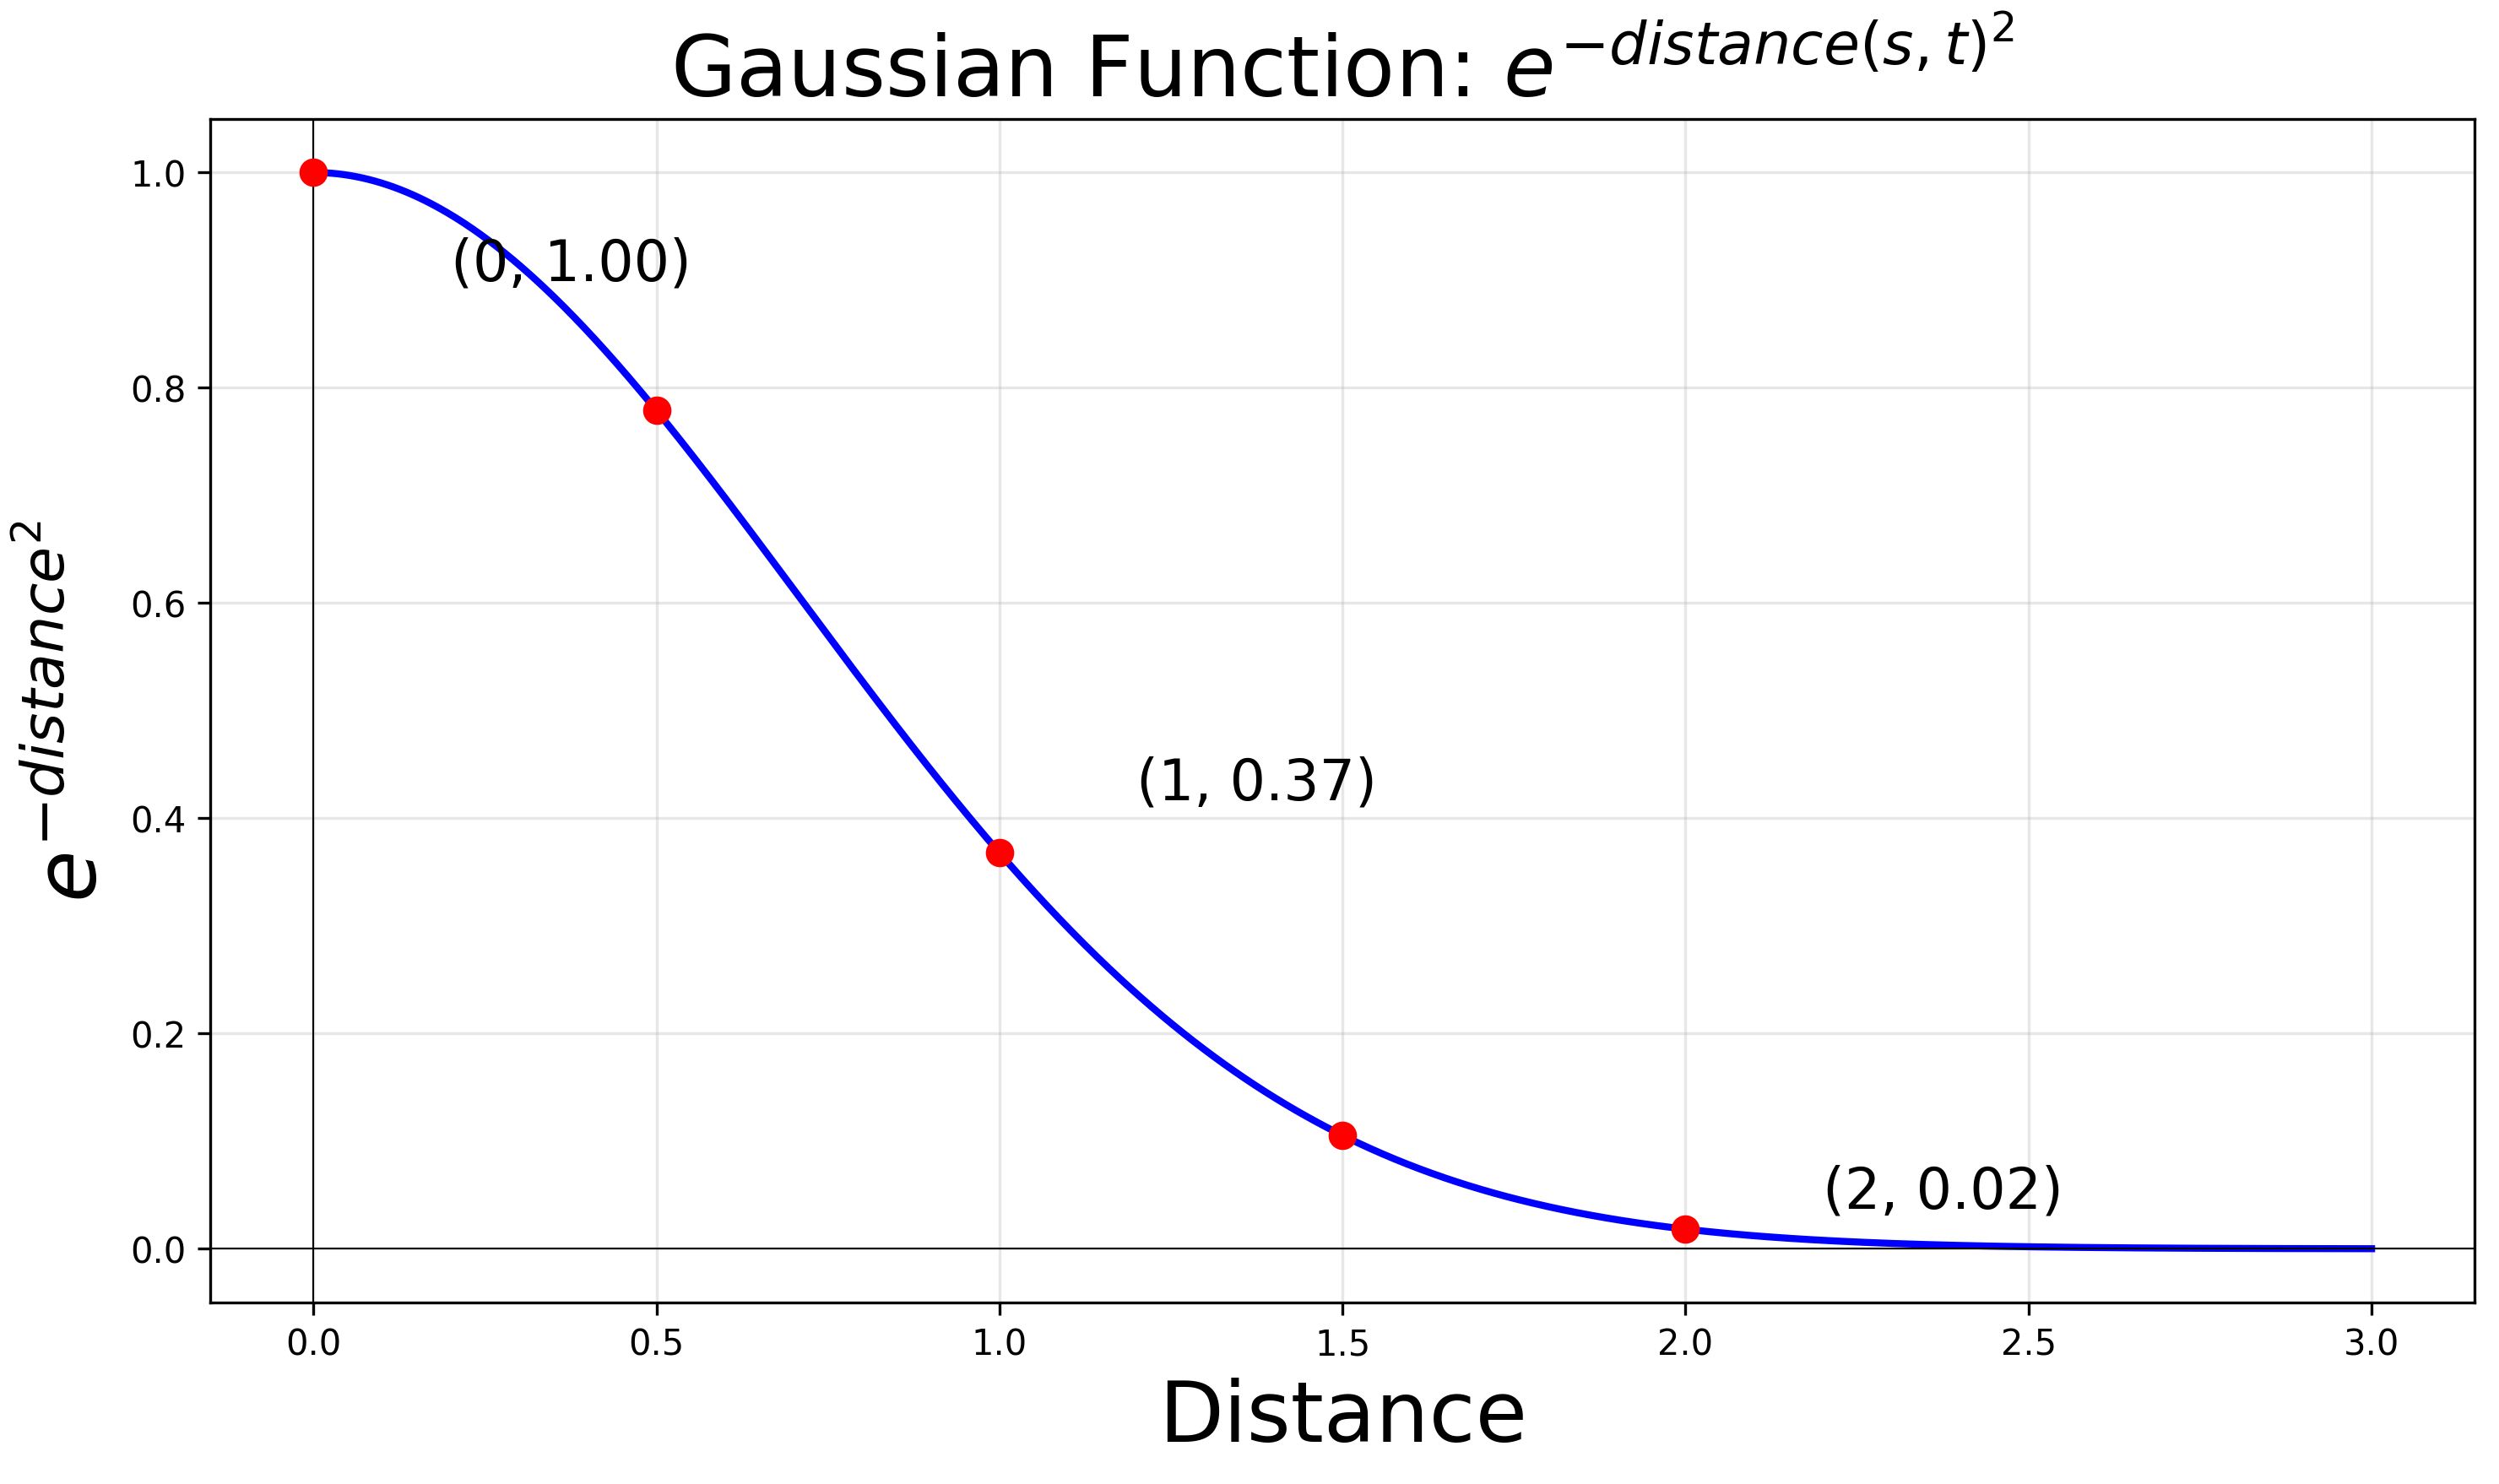 Gaussian Function: e^{−distance(s, t)²}
1.0
0.8
0.6
0.4
0.2
0.0
e^{−distance²}
(0, 1.00)
(1, 0.37)
(2, 0.02)
0.0 0.5 1.0 1.5 2.0 2.5 3.0
Distance